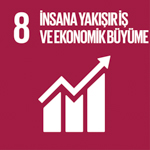 8 İNSANA YAKIŞIR İŞ
VE EKONOMİK BÜYÜME